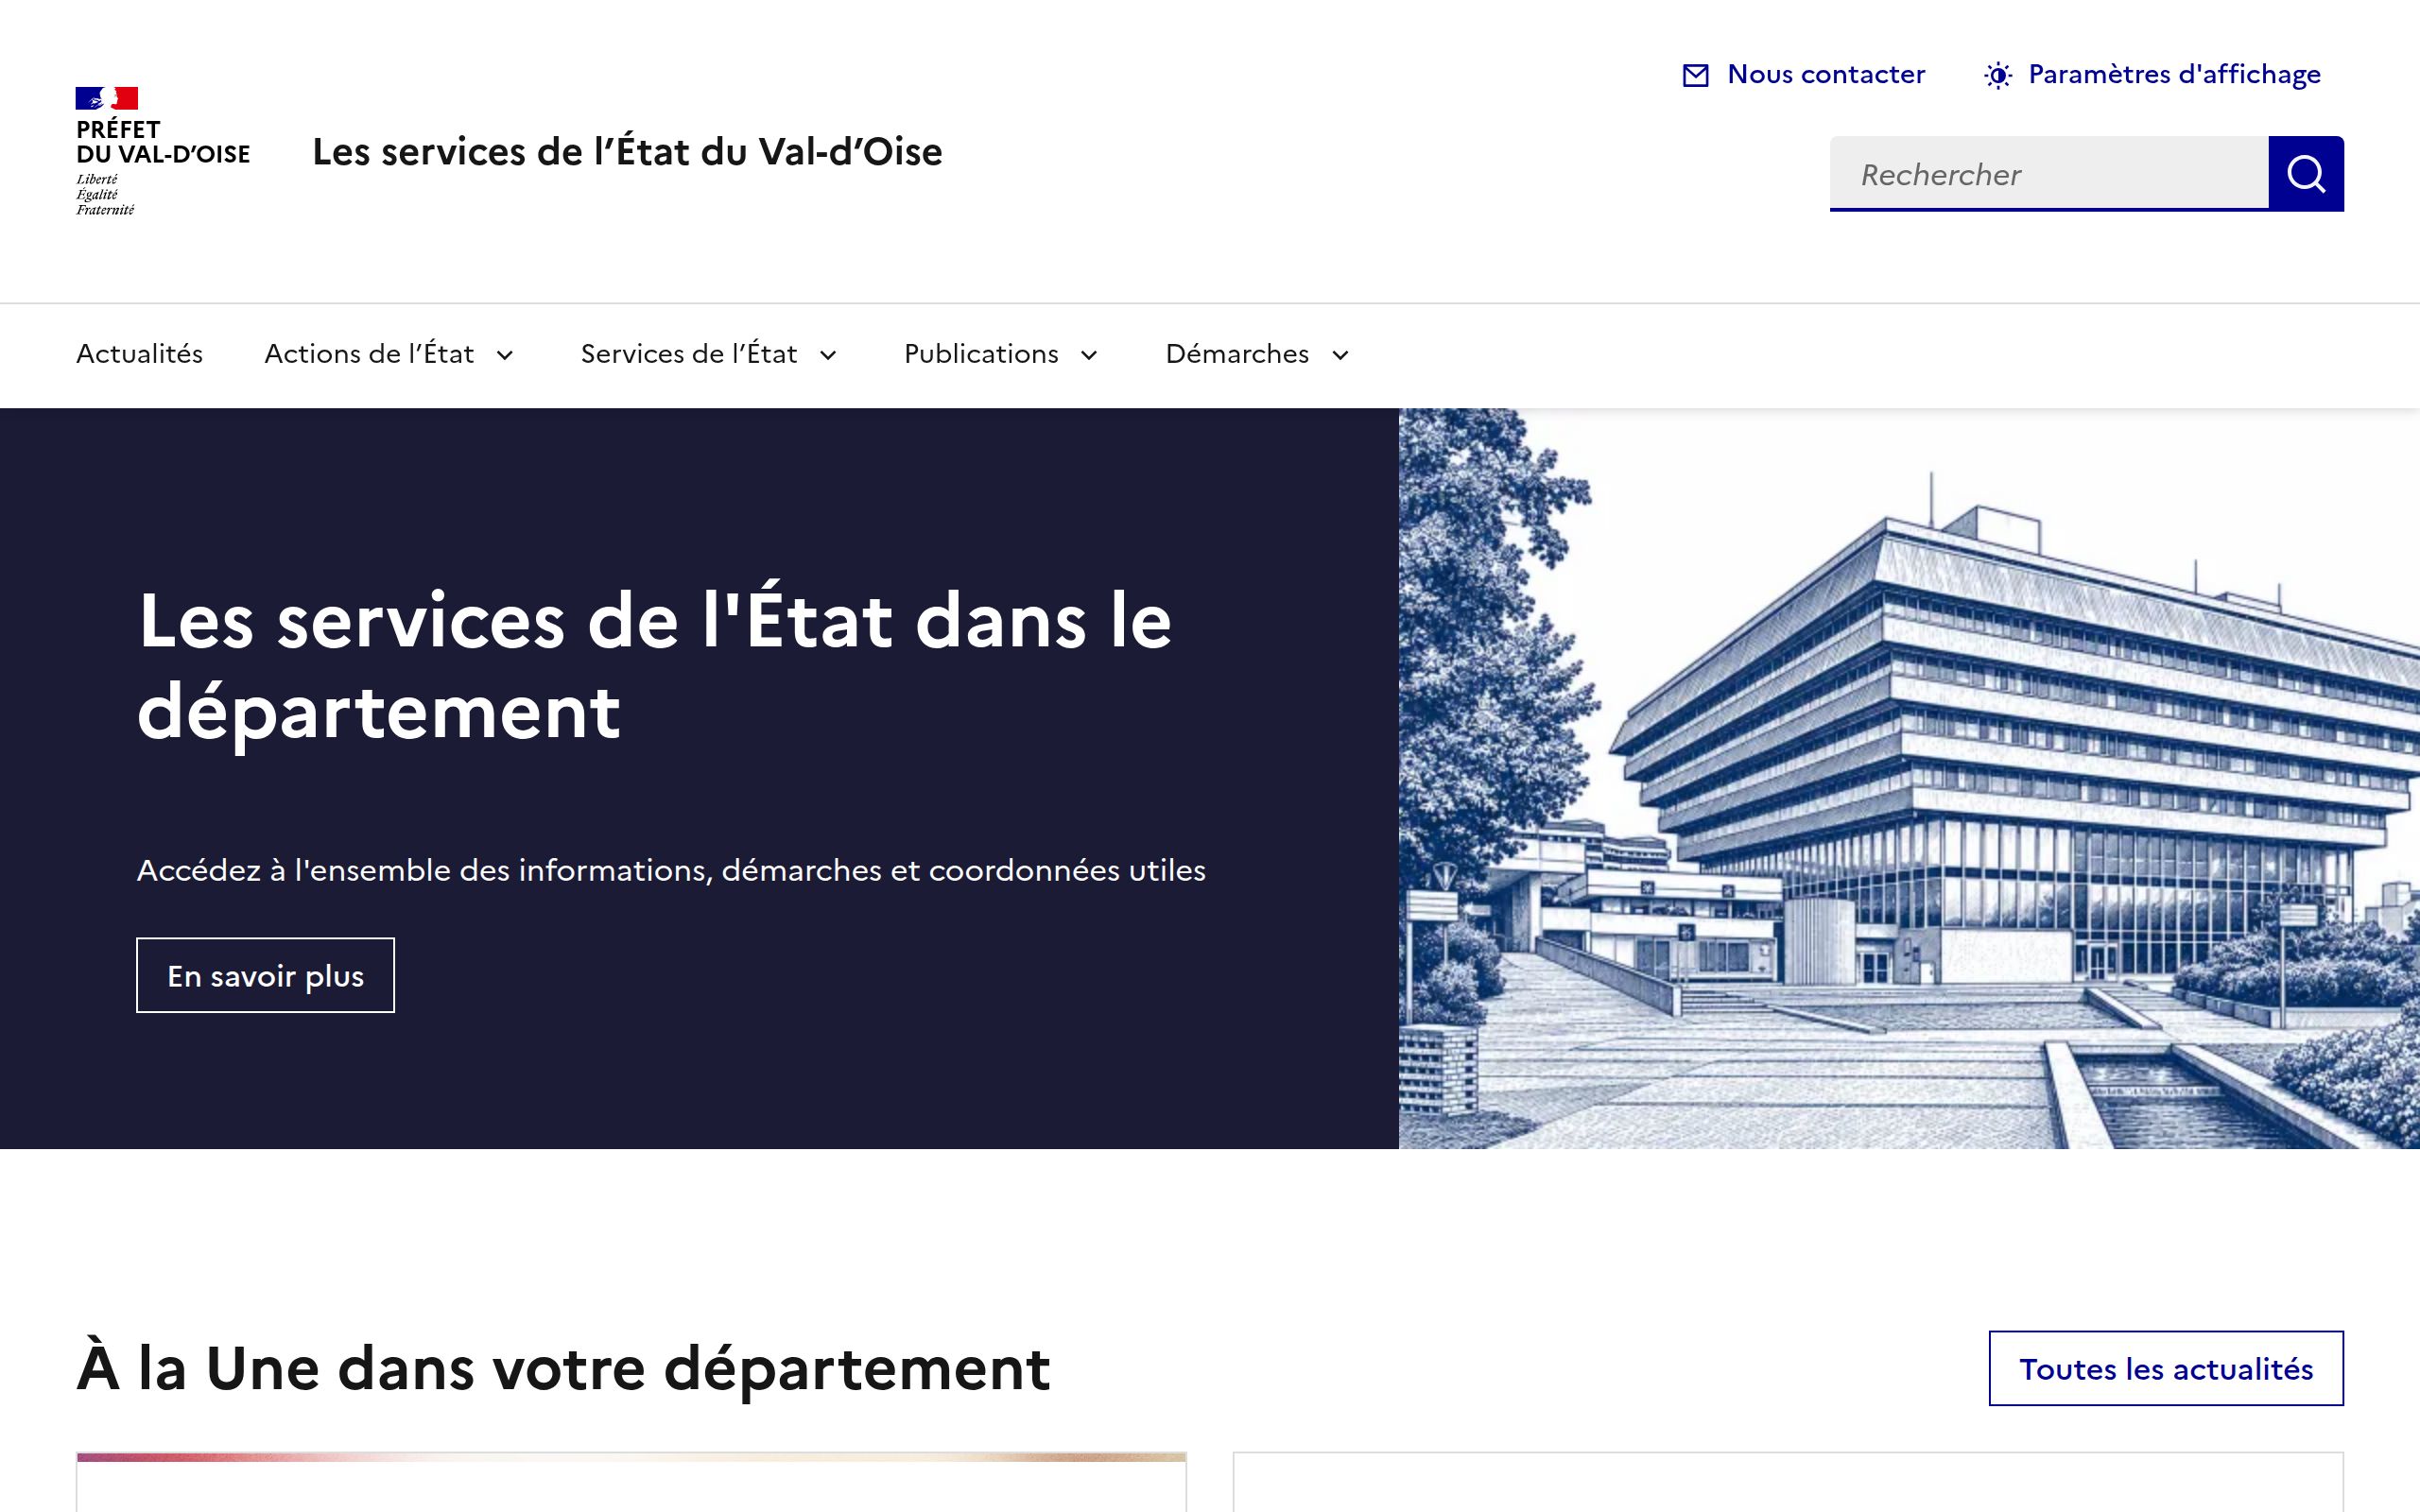 Nous contacter
Paramètres d'affichage
PRÉFET
DU VAL-D’OISE
Liberté
Égalité
Fraternité
Les services de l’État du Val-d’Oise
Rechercher
Actualités
Actions de l’État
Services de l’État
Publications
Démarches
Les services de l'État dans le
département
Accédez à l'ensemble des informations, démarches et coordonnées utiles
En savoir plus
À la Une dans votre département
Toutes les actualités